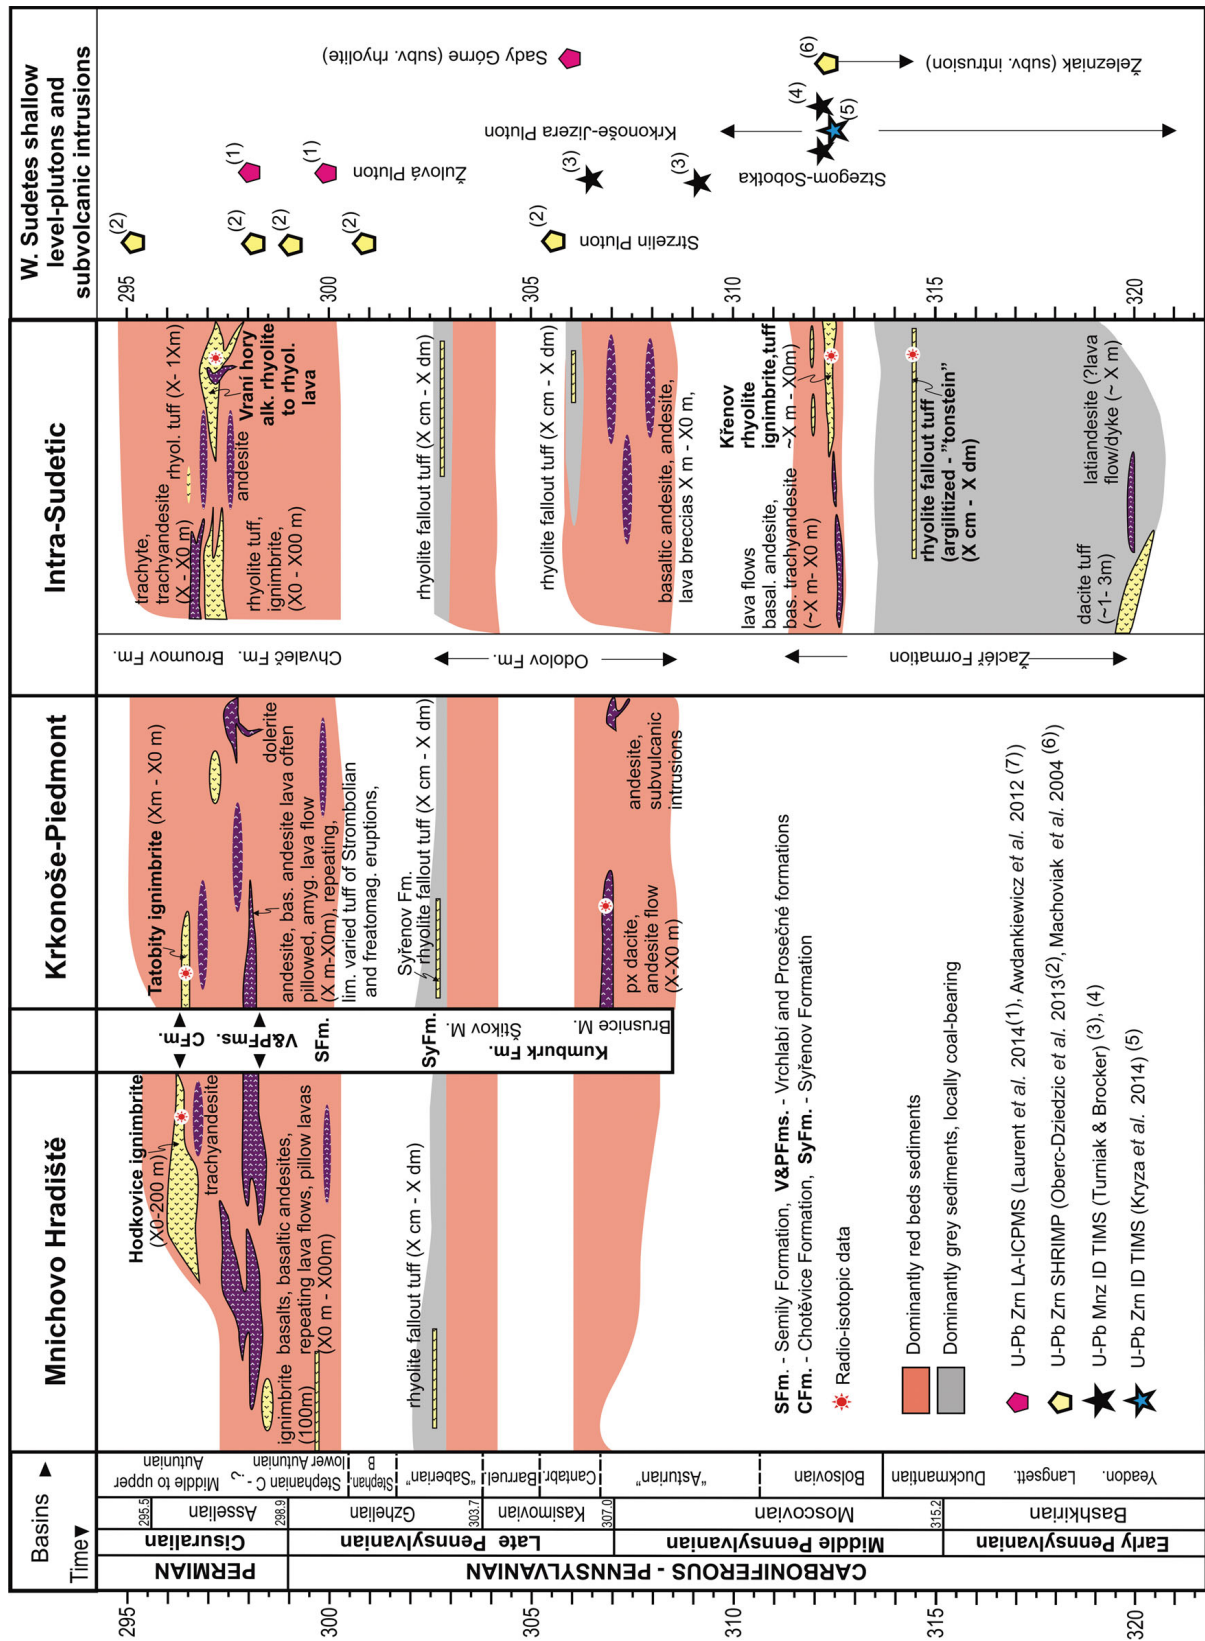 Basins ►
Time▼
Mnichovo Hradiště
Krkonoše-Piedmont
Intra-Sudetic
W. Sudetes shallow
level-plutons and
subvolcanic intrusions
295
300
305
310
315
320
PERMIAN
CARBONIFEROUS - PENNSYLVANIAN
Cisuralian
Late Pennsylvanian
Middle Pennsylvanian
Early Pennsylvanian
295.5
Asselian
298.9
Gzhelian
303.7
Kasimovian
307.0
Moscovian
315.2
Bashkirian
Middle to upper
Autunian
Stephanian C - ?
lower Autunian
Stephan.
B
"Saberian"
Barruel.
Cantabr.
"Asturian"
Bolsovian
Duckmantian
Langsett.
Yeadon.
Hodkovice ignimbrite
(X0-200 m)
trachyandesite
ignimbrite
(100m)
basalts, basaltic andesites,
repeating lava flows, pillow lavas
(X0 m - X00m)
rhyolite fallout tuff (X cm - X dm)
CFm.
V&PFms.
SFm.
SyFm.
Štikov M.
Kumburk Fm.
Brusnice M.
Tatobity ignimbrite (Xm - X0 m)
dolerite
andesite, bas. andesite lava often
pillowed, amyg. lava flow
(X m-X0m), repeating,
lim. varied tuff of Strombolian
and freatomag. eruptions,
Syřenov Fm.
rhyolite fallout tuff (X cm - X dm)
px dacite,
andesite flow
(X-X0 m)
andesite,
subvulcanic
intrusions
Broumov Fm.
Chvaleč Fm.
Odolov Fm.
Žacléř Formation
trachyte,
trachyandesite
(X - X0 m)
rhyol. tuff (X- 1Xm)
rhyolite tuff,
ignimbrite,
(X0 - X00 m)
andesite
Vraní hory
alk. rhyolite
to rhyol.
lava
rhyolite fallout tuff (X cm - X dm)
rhyolite fallout tuff (X cm - X dm)
basaltic andesite, andesite,
lava breccias X m - X0 m,
lava flows
basal. andesite,
bas. trachyandesite
(~X m- X0 m)
Křenov
rhyolite
ignimbrite,tuff
~X m - X0m)
rhyolite fallout tuff
(argilitized - "tonstein"
(X cm - X dm)
dacite tuff
(~1- 3m)
latiandesite (?lava
flow/dyke (~ X m)
295
300
305
310
315
320
(2)
(2)
(2)
(2)
(2)
Strzelin Pluton
(1)
(1)
Žulová Pluton
(3)
(3)
Stzegom-Sobotka
Krkonoše-Jizera Pluton
(4)
(5)
Sady Górne (subv. rhyolite)
(6)
Železniak (subv. intrusion)
SFm. - Semily Formation, V&PFms. - Vrchlabí and Prosečné formations
CFm. - Chotěvice Formation, SyFm. - Syřenov Formation
Radio-isotopic data
Dominantly red beds sediments
Dominantly grey sediments, locally coal-bearing
U-Pb Zrn LA-ICPMS (Laurent et al. 2014(1), Awdankiewicz et al. 2012 (7))
U-Pb Zrn SHRIMP (Oberc-Dziedzic et al. 2013(2), Machoviak et al. 2004 (6))
U-Pb Mnz ID TIMS (Turniak & Brocker) (3), (4)
U-Pb Zrn ID TIMS (Kryza et al. 2014) (5)